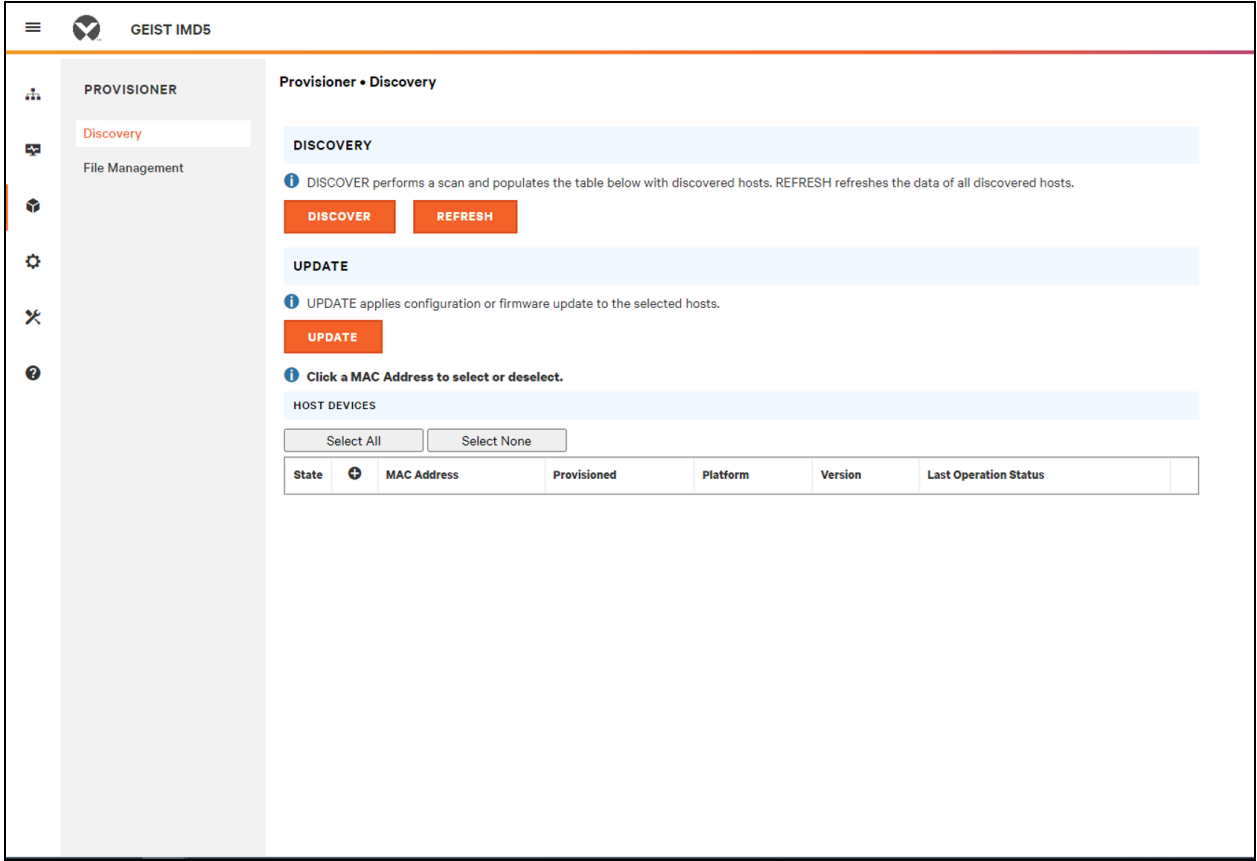 GEIST IMD5
PROVISIONER
Discovery
File Management
Provisioner • Discovery
DISCOVERY
DISCOVER performs a scan and populates the table below with discovered hosts. REFRESH refreshes the data of all discovered hosts.
DISCOVER REFRESH
UPDATE
UPDATE applies configuration or firmware update to the selected hosts.
UPDATE
Click a MAC Address to select or deselect.
HOST DEVICES
Select All Select None
State MAC Address Provisioned Platform Version Last Operation Status